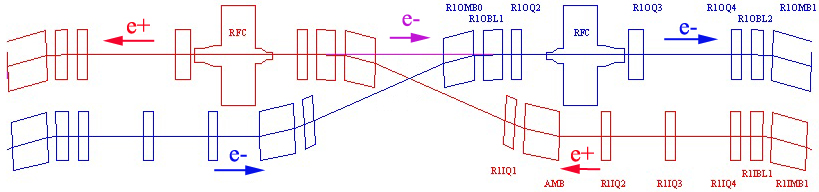 R1OMB0 R1OQ2 R1OQ3 R1OQ4 R1OMB1
e- R1OBL1 R1OBL2
e+ RFC RFC e-
e- e+
R1IQ1 R1IBL1
AMB R1IQ2 R1IQ3 R1IQ4 R1IMB1